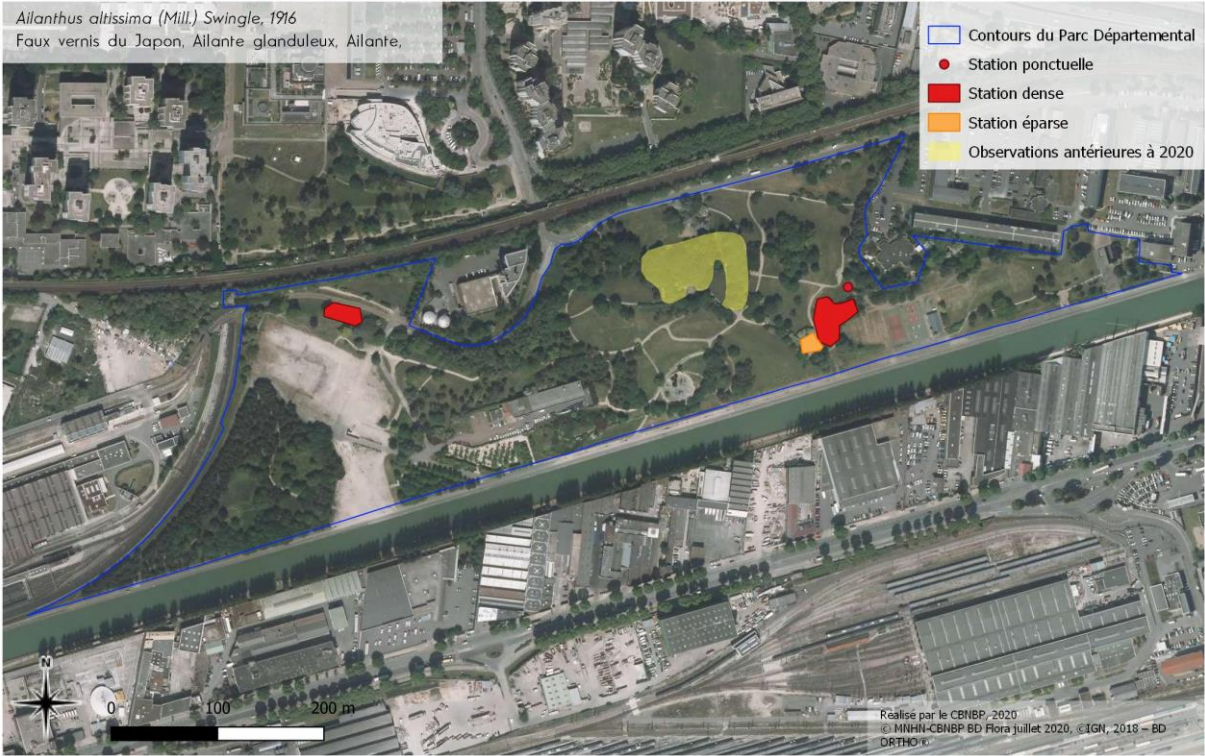 Ailanthus altissima (Mill.) Swingle, 1916
Faux vernis du Japon, Ailante glanduleux, Ailante,
Contours du Parc Départemental
Station ponctuelle
Station dense
Station éparse
Observations antérieures à 2020
N
0 100 200 m
Réalisé par le CBNBP, 2020
© MNHN-CBNBP BD Flora juillet 2020, ©IGN, 2018 – BD
ORTHO ®